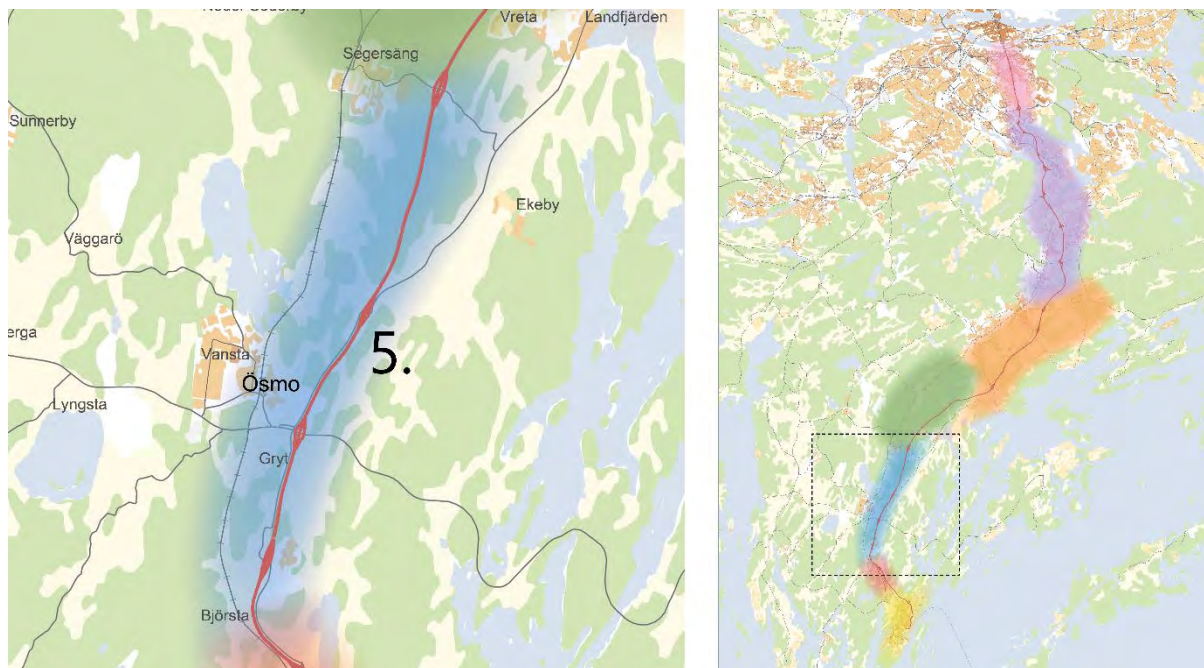 Vreta
Landfjärden
Segersäng
Sunnerby
Ekeby
Väggarö
erga
Vansta
5.
Ösmo
Lyngsta
Gryt
Björsta